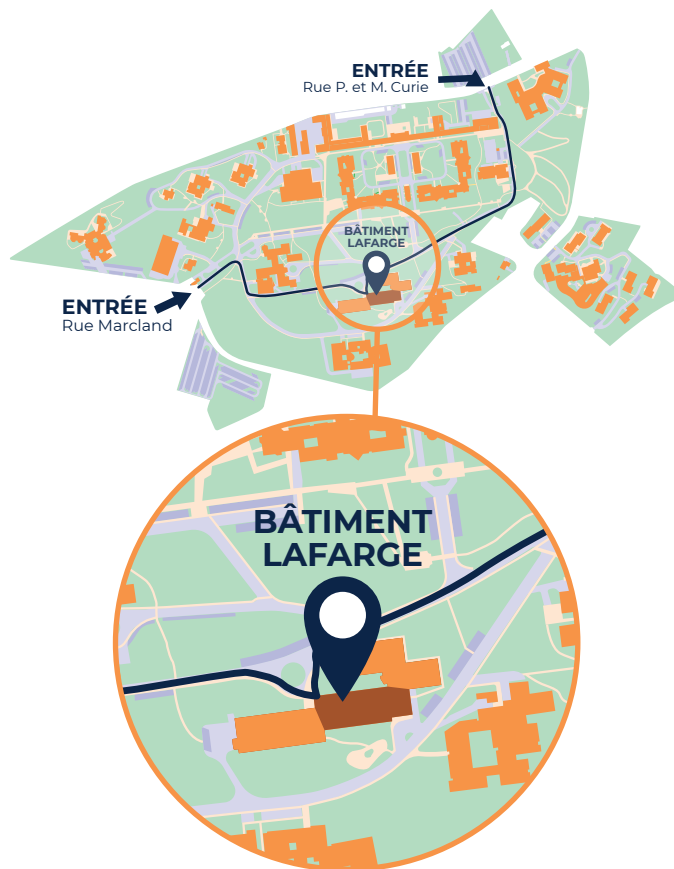 ENTRÉE
Rue P. et M. Curie
BÂTIMENT
LAFARGE
ENTRÉE
Rue Marcland
BÂTIMENT
LAFARGE